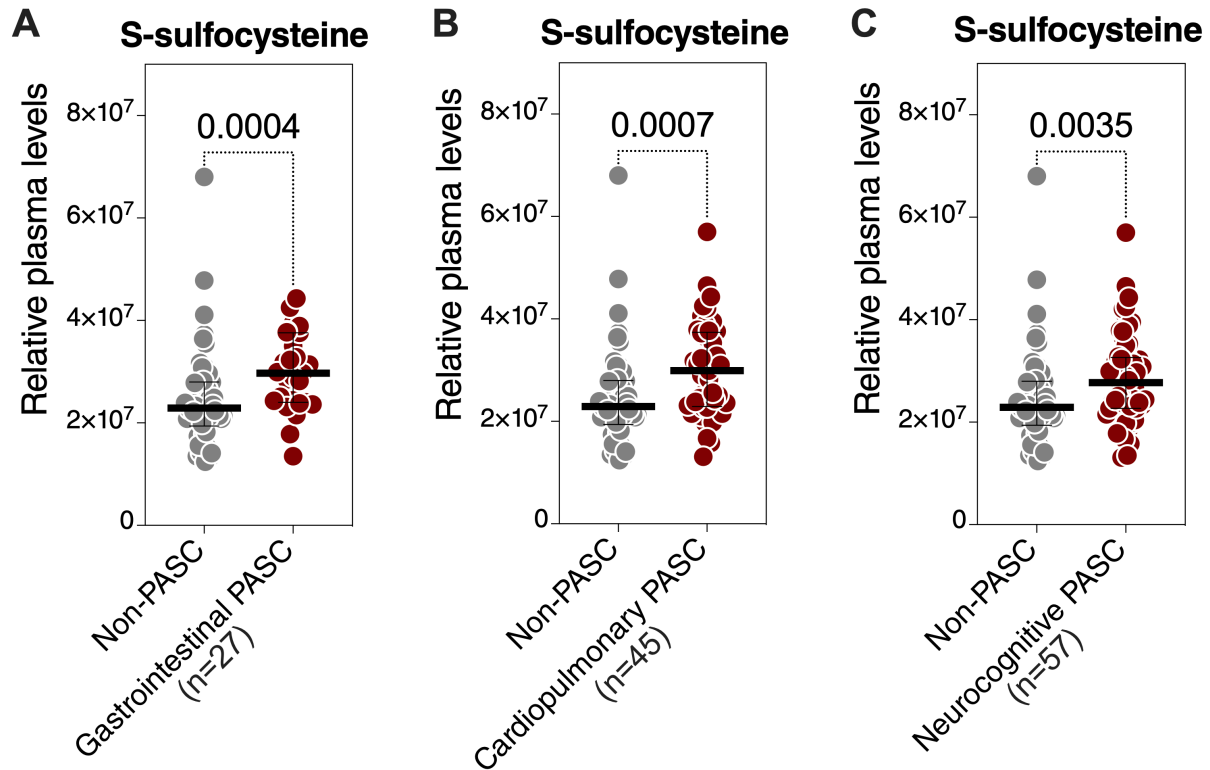 A
S-sulfocysteine
Relative plasma levels
8×10⁷
6×10⁷
4×10⁷
2×10⁷
0
0.0004
Non-PASC
Gastrointestinal PASC
(n=27)
B
S-sulfocysteine
Relative plasma levels
8×10⁷
6×10⁷
4×10⁷
2×10⁷
0
0.0007
Non-PASC
Cardiopulmonary PASC
(n=45)
C
S-sulfocysteine
Relative plasma levels
8×10⁷
6×10⁷
4×10⁷
2×10⁷
0
0.0035
Non-PASC
Neurocognitive PASC
(n=57)